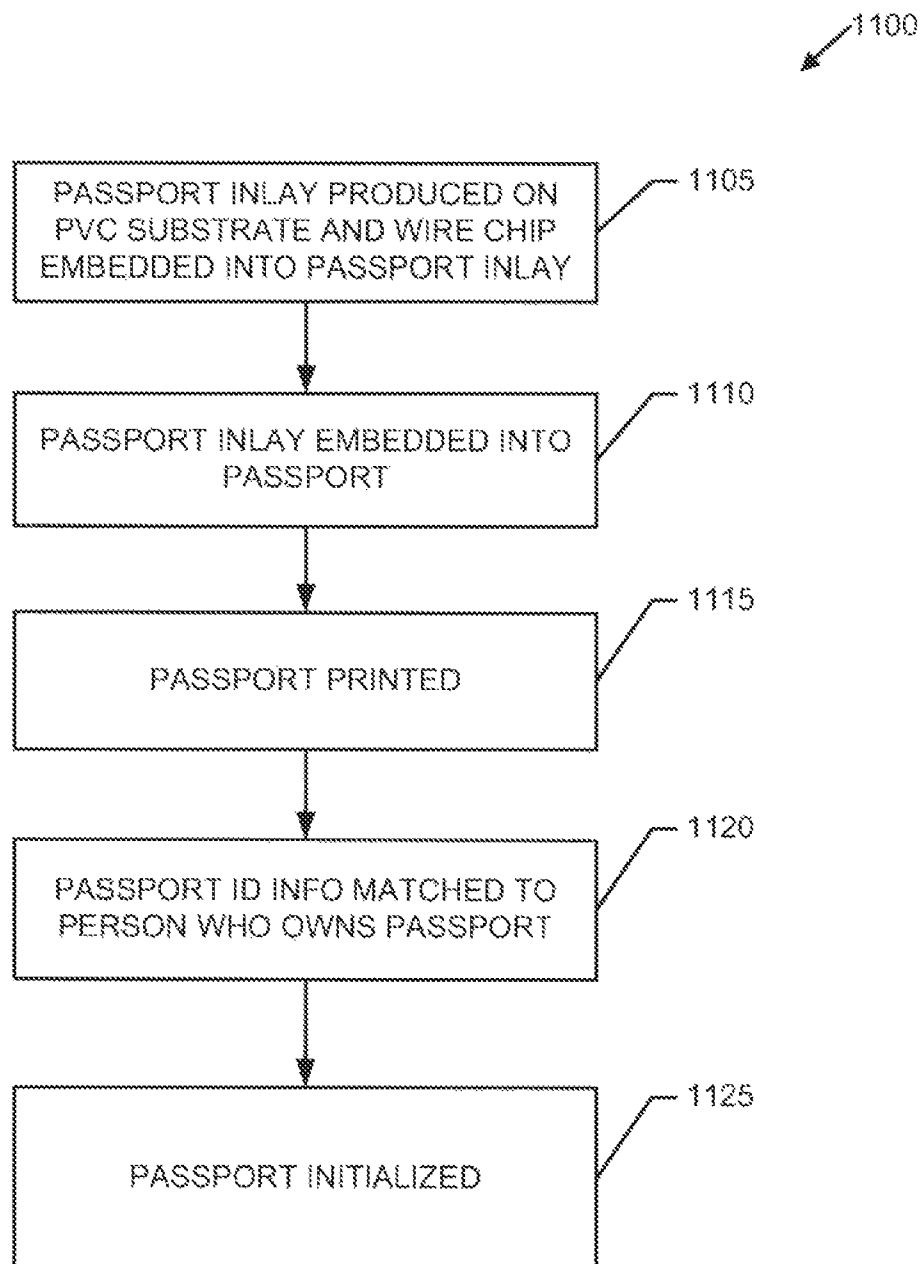 1100
PASSPORT INLAY PRODUCED ON
PVC SUBSTRATE AND WIRE CHIP
EMBEDDED INTO PASSPORT INLAY
1105
PASSPORT INLAY EMBEDDED INTO
PASSPORT
1110
PASSPORT PRINTED
1115
PASSPORT ID INFO MATCHED TO
PERSON WHO OWNS PASSPORT
1120
PASSPORT INITIALIZED
1125